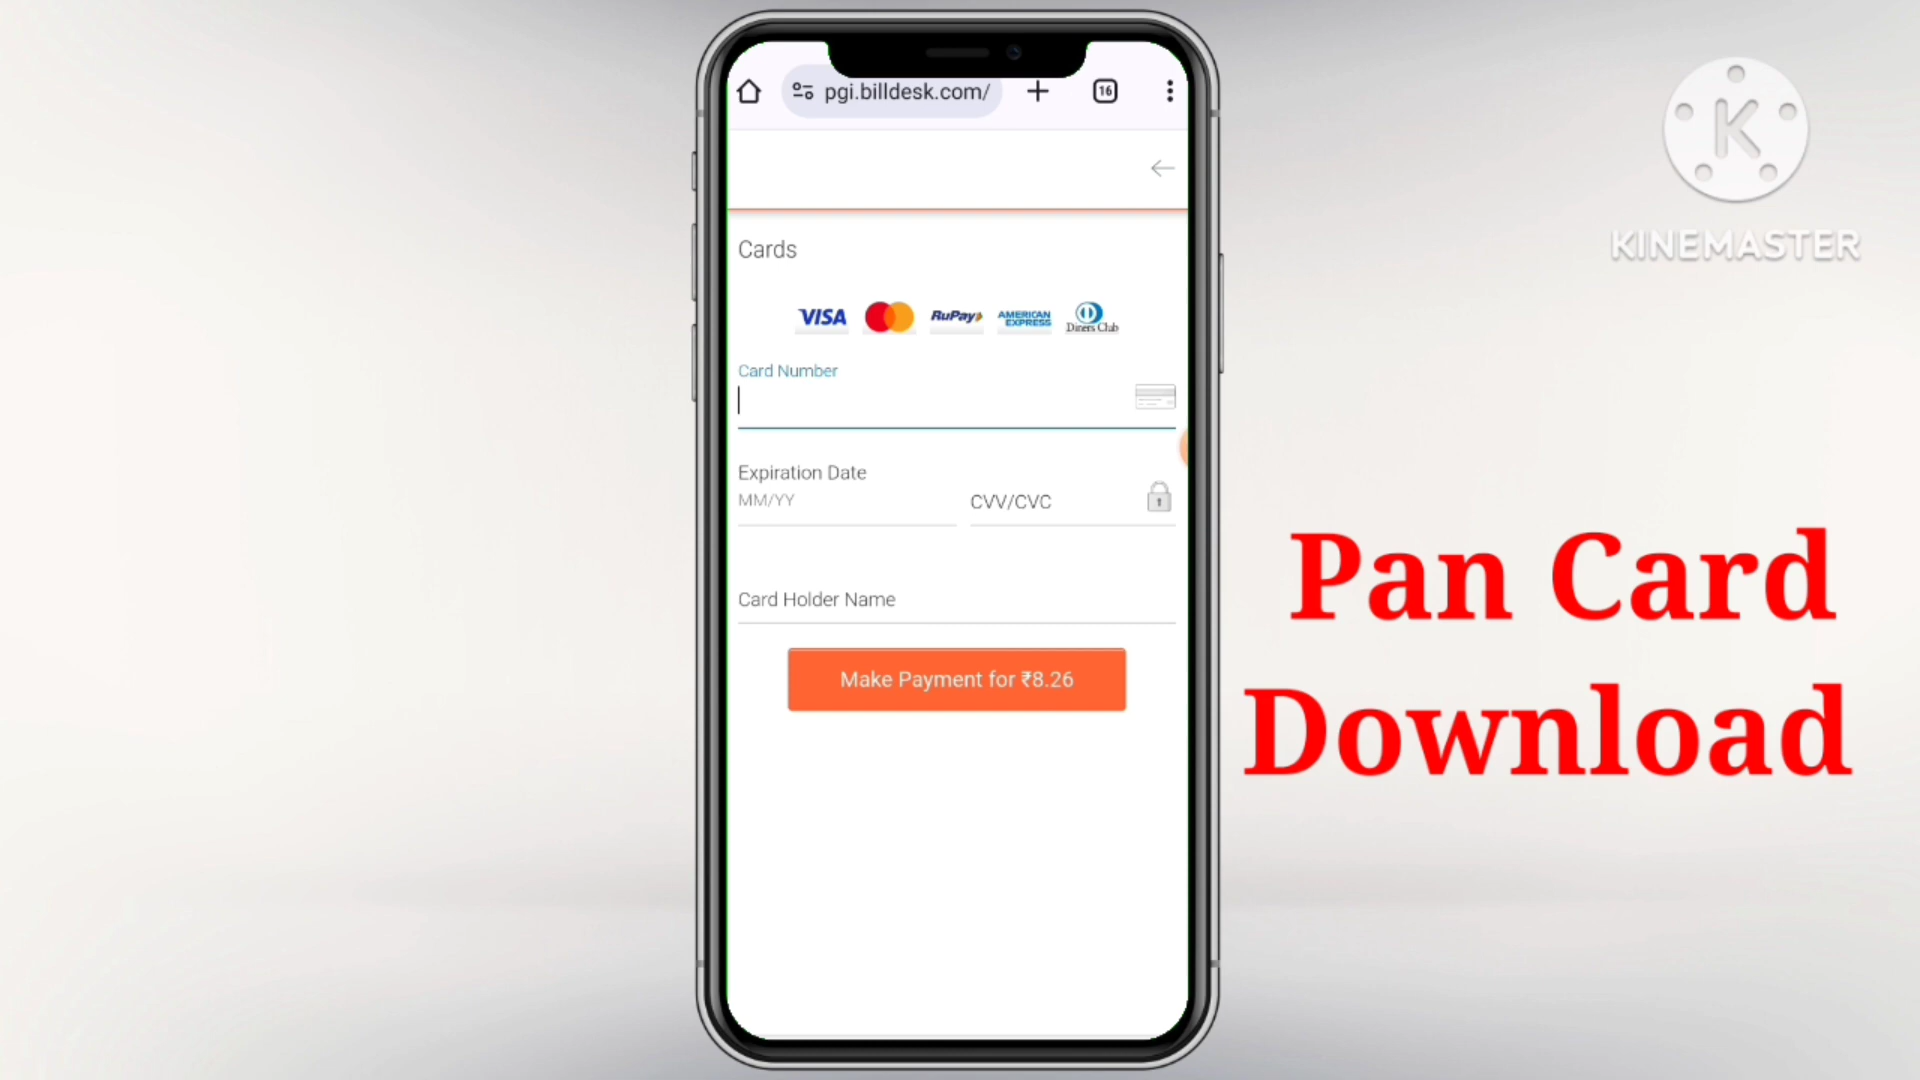 pgi.billdesk.com/
16
Cards
VISA
RuPay
AMERICAN
EXPRESS
Diners Club
Card Number
Expiration Date
MM/YY
CVV/CVC
Card Holder Name
Make Payment for ₹8.26
K
KINEMASTER
Pan Card
Download